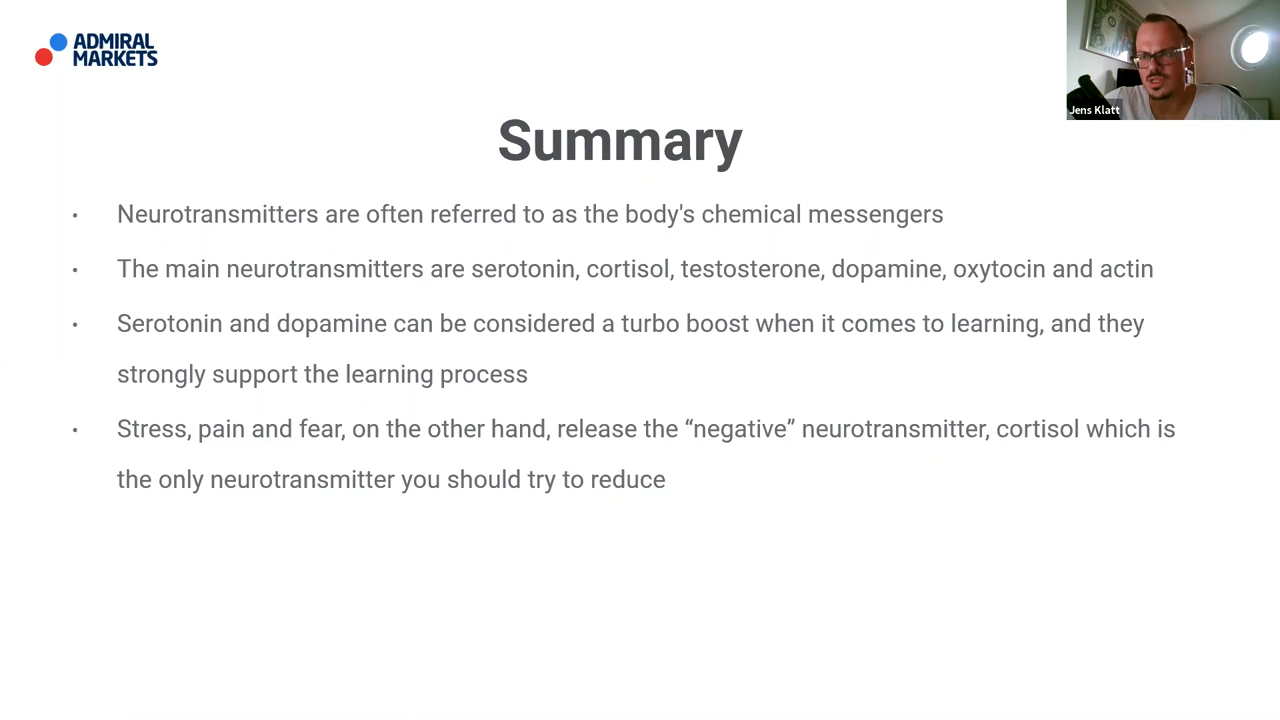 ADMIRAL
MARKETS
Jens Klatt
Summary
• Neurotransmitters are often referred to as the body's chemical messengers
• The main neurotransmitters are serotonin, cortisol, testosterone, dopamine, oxytocin and actin
• Serotonin and dopamine can be considered a turbo boost when it comes to learning, and they
strongly support the learning process
• Stress, pain and fear, on the other hand, release the “negative” neurotransmitter, cortisol which is
the only neurotransmitter you should try to reduce